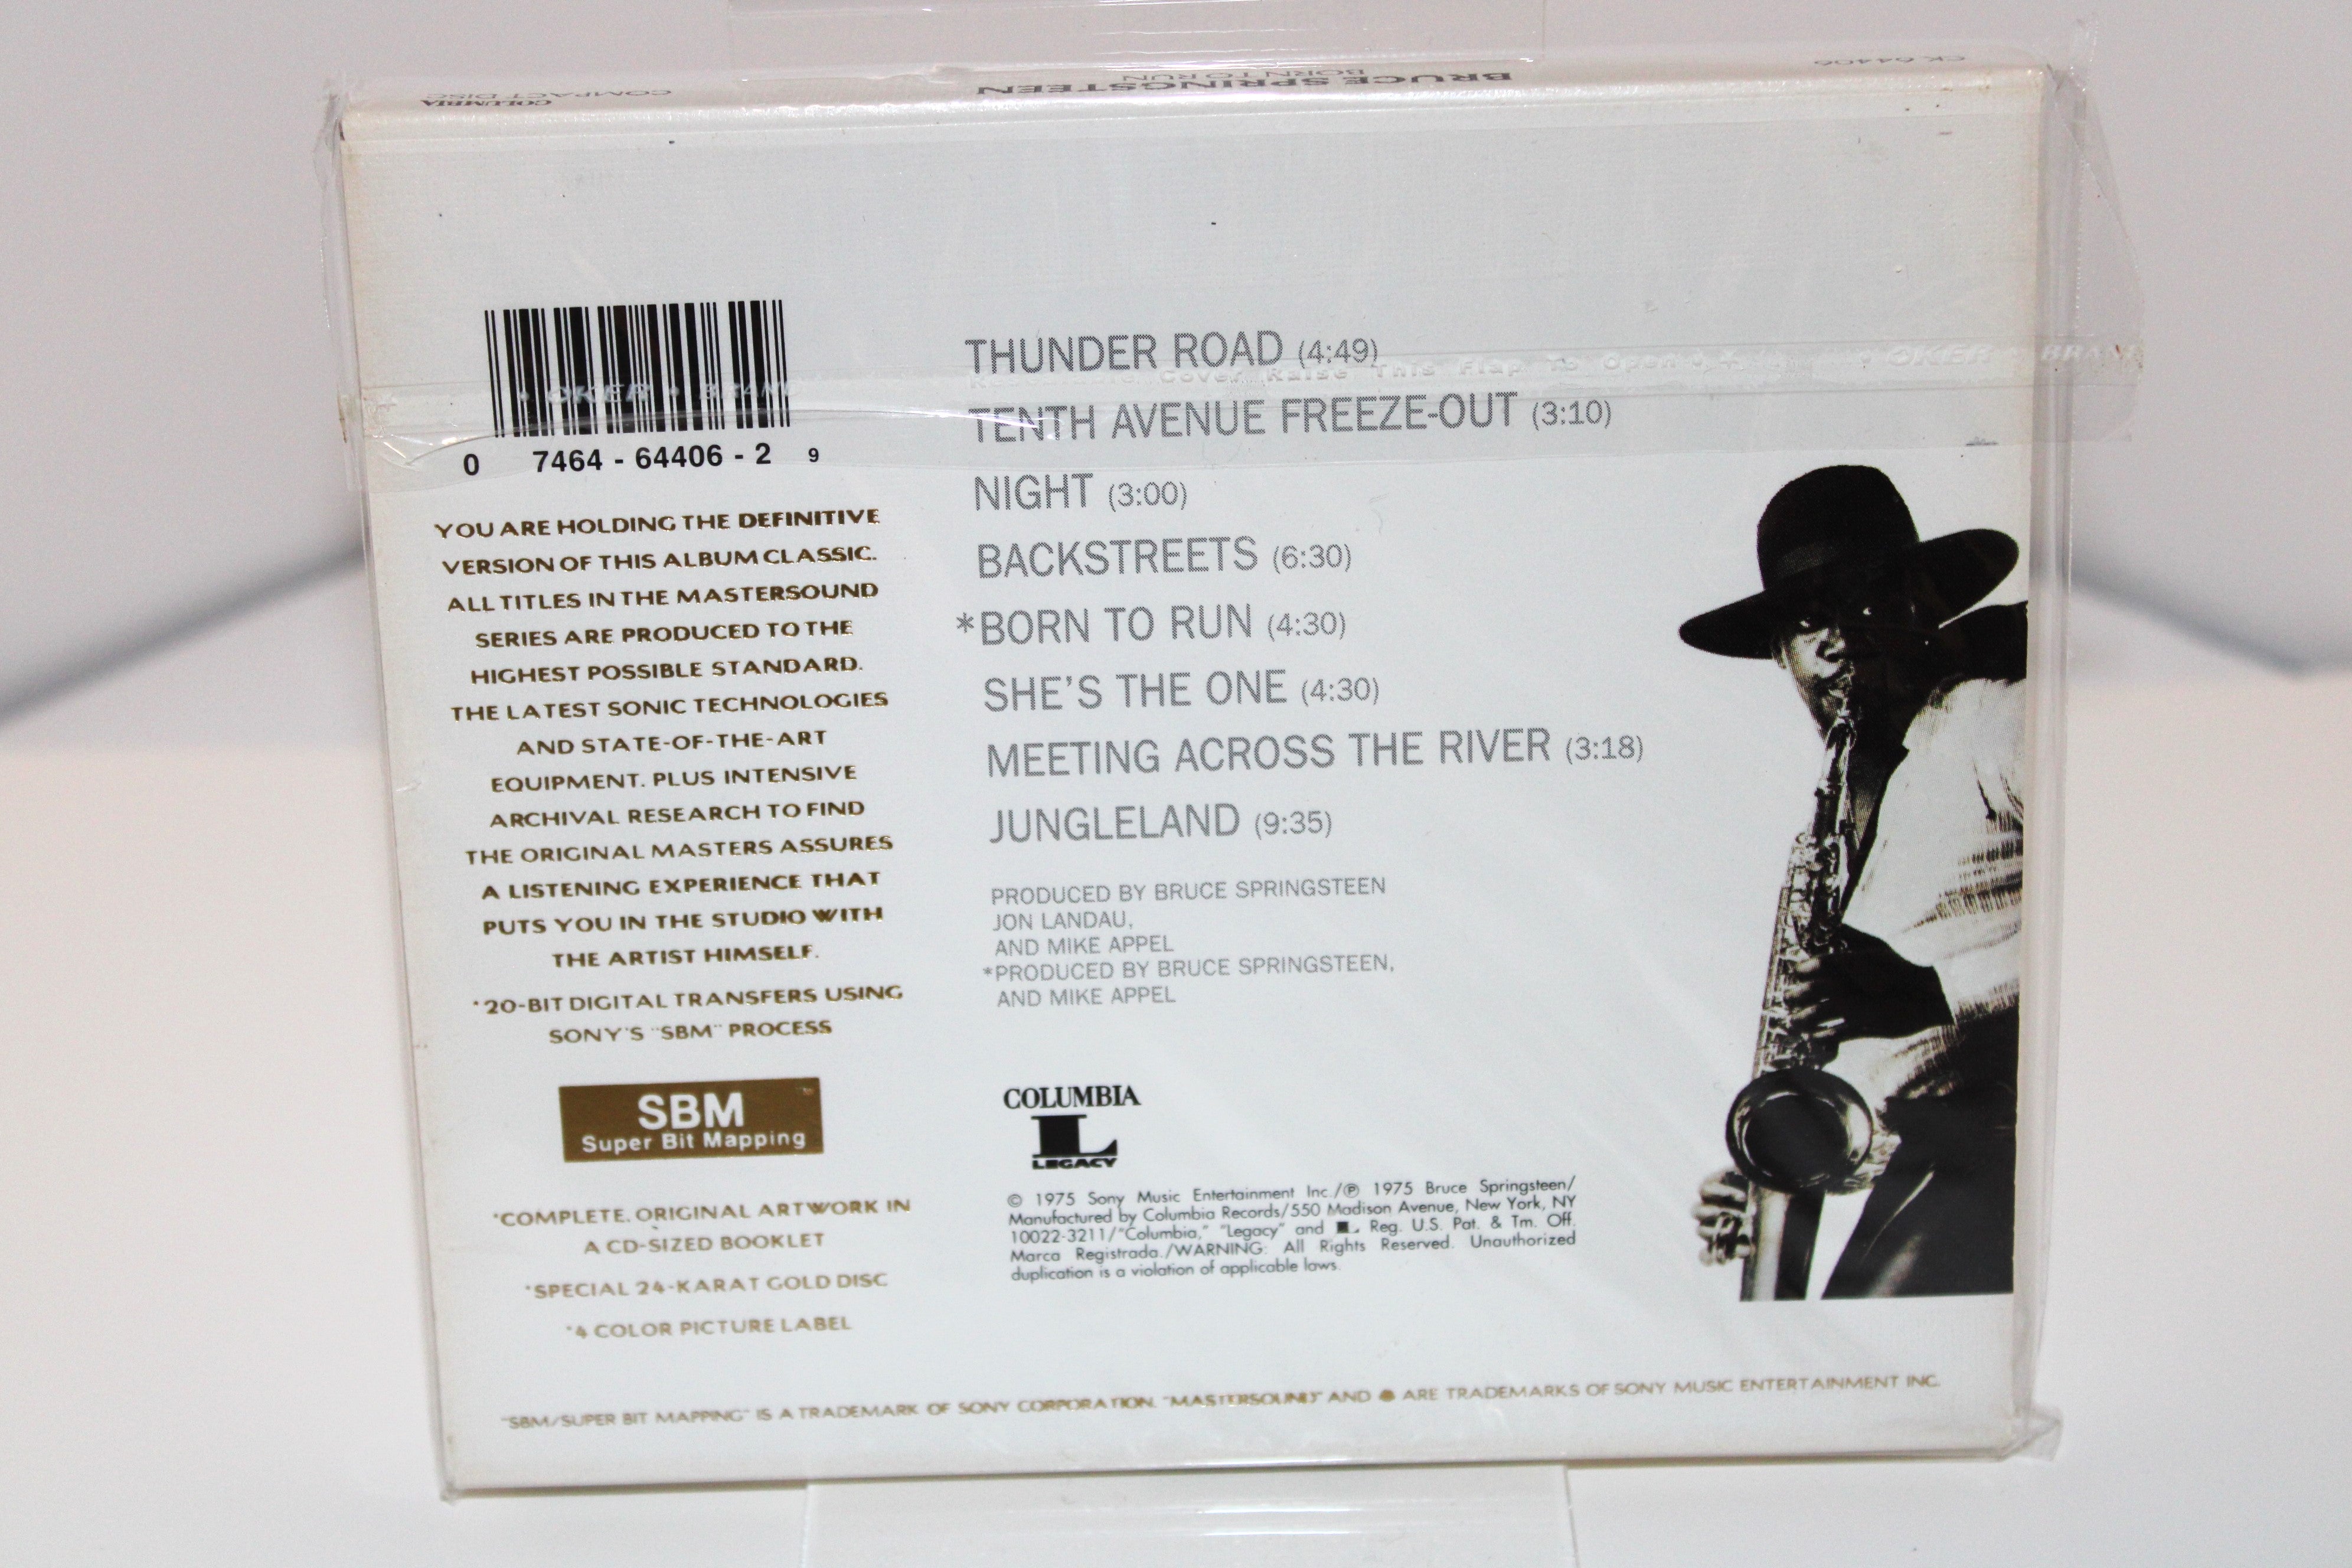 BRUCE SPRINGSTEEN
BORN TO RUN
COLUMBIA
COMPACT DISC
CK 64406
0 7464 - 64406 - 2 9
YOU ARE HOLDING THE DEFINITIVE
VERSION OF THIS ALBUM CLASSIC.
ALL TITLES IN THE MASTERSOUND
SERIES ARE PRODUCED TO THE
HIGHEST POSSIBLE STANDARD.
THE LATEST SONIC TECHNOLOGIES
AND STATE-OF-THE-ART
EQUIPMENT. PLUS INTENSIVE
ARCHIVAL RESEARCH TO FIND
THE ORIGINAL MASTERS ASSURES
A LISTENING EXPERIENCE THAT
PUTS YOU IN THE STUDIO WITH
THE ARTIST HIMSELF.
*20-BIT DIGITAL TRANSFERS USING
SONY'S "SBM" PROCESS
SBM
Super Bit Mapping
*COMPLETE, ORIGINAL ARTWORK IN
A CD-SIZED BOOKLET
*SPECIAL 24-KARAT GOLD DISC
*4 COLOR PICTURE LABEL
THUNDER ROAD (4:49)
Cover Raise This Flap To Open
OKER BRAN
TENTH AVENUE FREEZE-OUT (3:10)
NIGHT (3:00)
BACKSTREETS (6:30)
*BORN TO RUN (4:30)
SHE'S THE ONE (4:30)
MEETING ACROSS THE RIVER (3:18)
JUNGLELAND (9:35)
PRODUCED BY BRUCE SPRINGSTEEN
JON LANDAU,
AND MIKE APPEL
*PRODUCED BY BRUCE SPRINGSTEEN,
AND MIKE APPEL
COLUMBIA
L
LEGACY
© 1975 Sony Music Entertainment Inc./℗ 1975 Bruce Springsteen/
Manufactured by Columbia Records/550 Madison Avenue, New York, NY
10022-3211/"Columbia," "Legacy" and L Reg. U.S. Pat. & Tm. Off.
Marca Registrada./WARNING: All Rights Reserved. Unauthorized
duplication is a violation of applicable laws.
"SBM/SUPER BIT MAPPING" IS A TRADEMARK OF SONY CORPORATION. "MASTERSOUND" AND ARE TRADEMARKS OF SONY MUSIC ENTERTAINMENT INC.